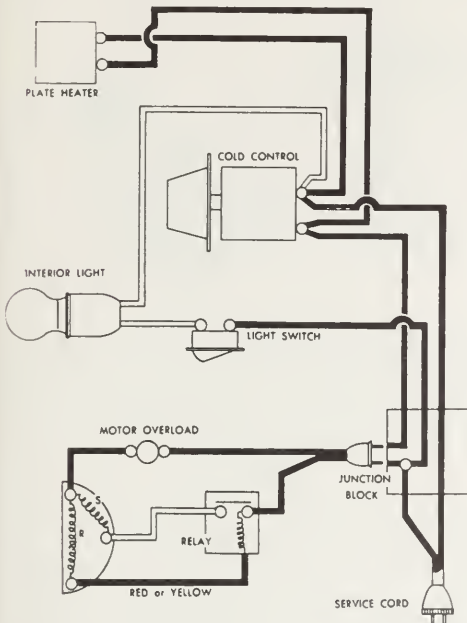 PLATE HEATER
COLD CONTROL
INTERIOR LIGHT
LIGHT SWITCH
MOTOR OVERLOAD
JUNCTION
BLOCK
S
R
RELAY
RED or YELLOW
SERVICE CORD